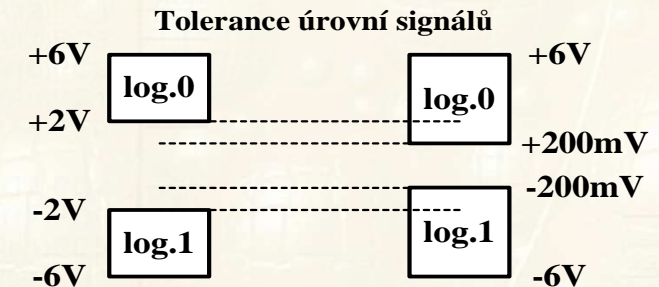 Tolerance úrovní signálů
+6V
+6V
log.0
log.0
+2V
+200mV
-200mV
-2V
log.1
log.1
-6V
-6V